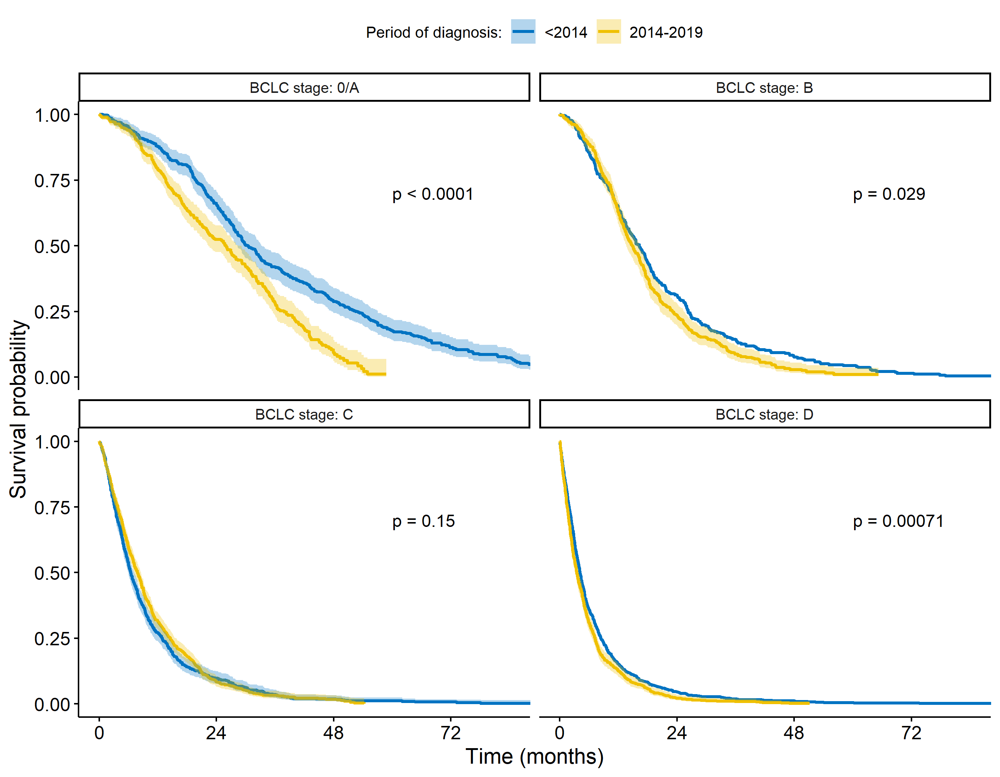 Period of diagnosis: <2014 2014-2019
BCLC stage: 0/A
BCLC stage: B
1.00
0.75
0.50
0.25
0.00
p < 0.0001
p = 0.029
Survival probability
BCLC stage: C
BCLC stage: D
1.00
0.75
0.50
0.25
0.00
p = 0.15
p = 0.00071
0 24 48 72
0 24 48 72
Time (months)